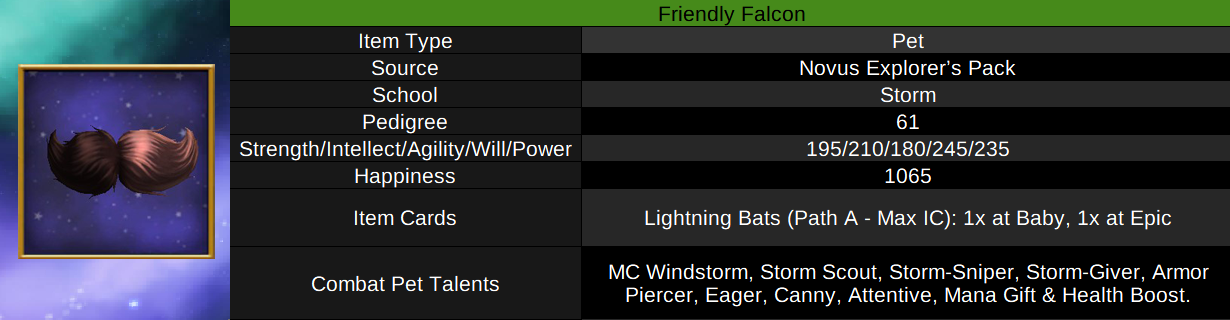 Friendly Falcon
Item Type Pet
Source Novus Explorer’s Pack
School Storm
Pedigree 61
Strength/Intellect/Agility/Will/Power 195/210/180/245/235
Happiness 1065
Item Cards Lightning Bats (Path A - Max IC): 1x at Baby, 1x at Epic
Combat Pet Talents MC Windstorm, Storm Scout, Storm-Sniper, Storm-Giver, Armor
Piercer, Eager, Canny, Attentive, Mana Gift & Health Boost.